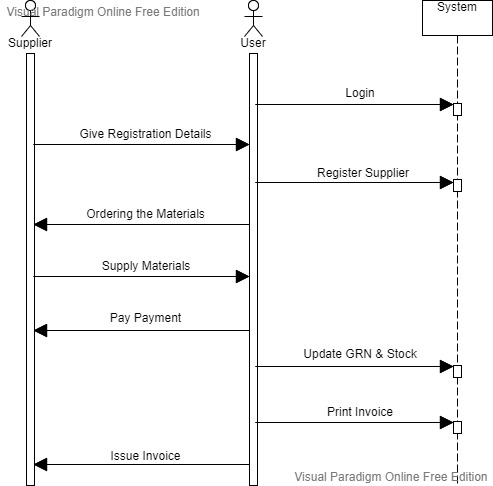 Visual Paradigm Online Free Edition
Supplier
User
System
Login
Give Registration Details
Register Supplier
Ordering the Materials
Supply Materials
Pay Payment
Update GRN & Stock
Print Invoice
Issue Invoice
Visual Paradigm Online Free Edition